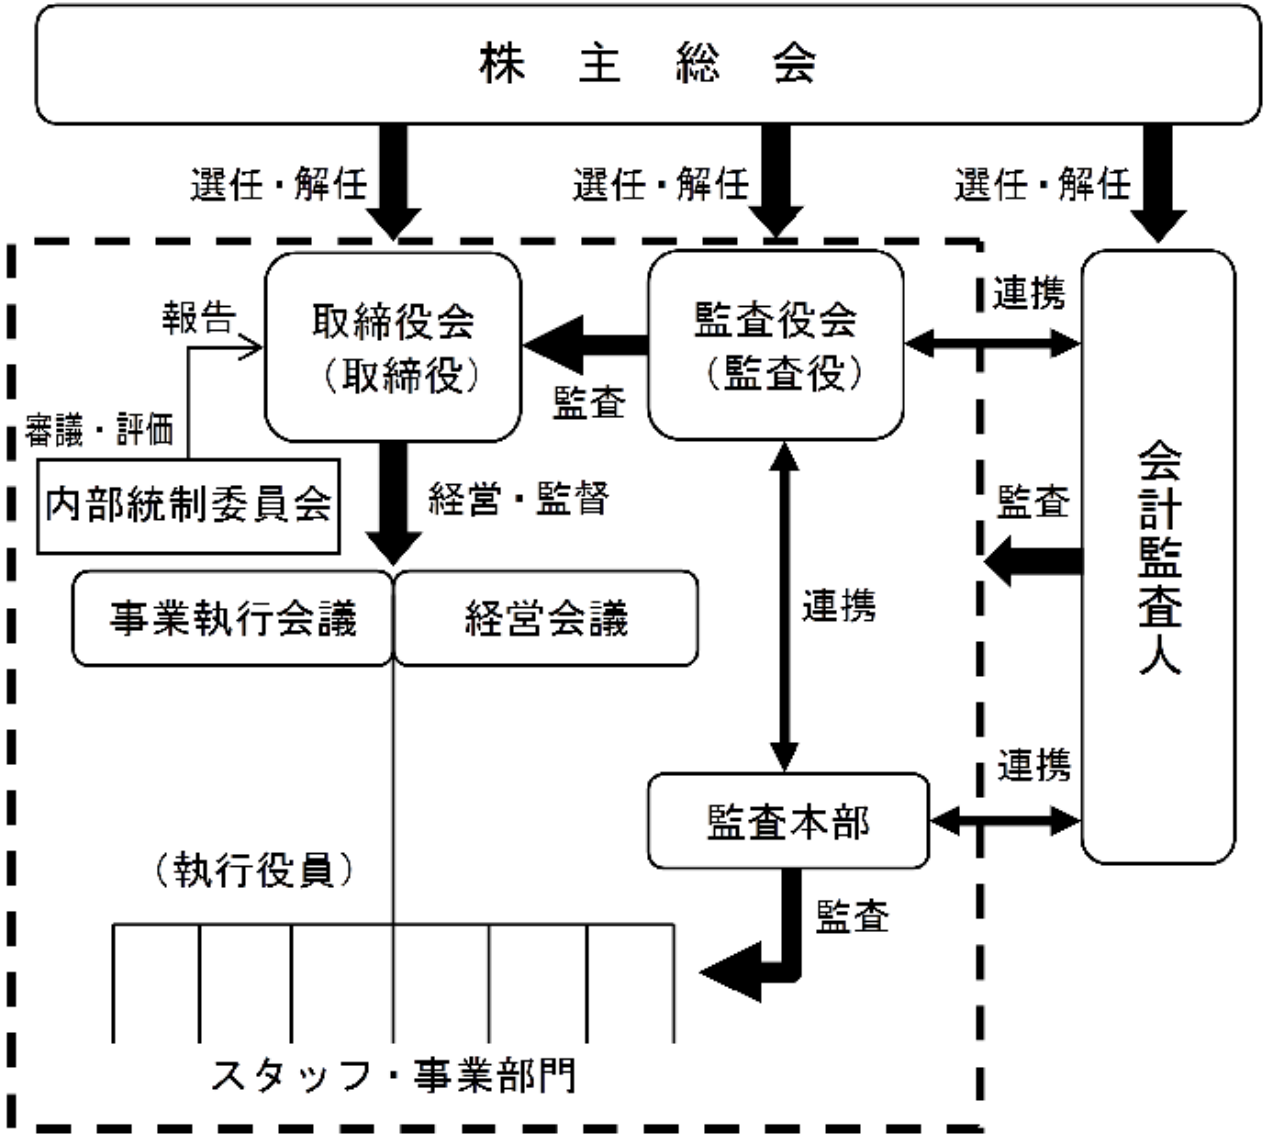 株主総会
選任・解任
選任・解任
選任・解任
取締役会
（取締役）
監査役会
（監査役）
連携
報告
監査
審議・評価
内部統制委員会
経営・監督
監査
会計監査人
事業執行会議
経営会議
連携
連携
監査本部
（執行役員）
監査
スタッフ・事業部門